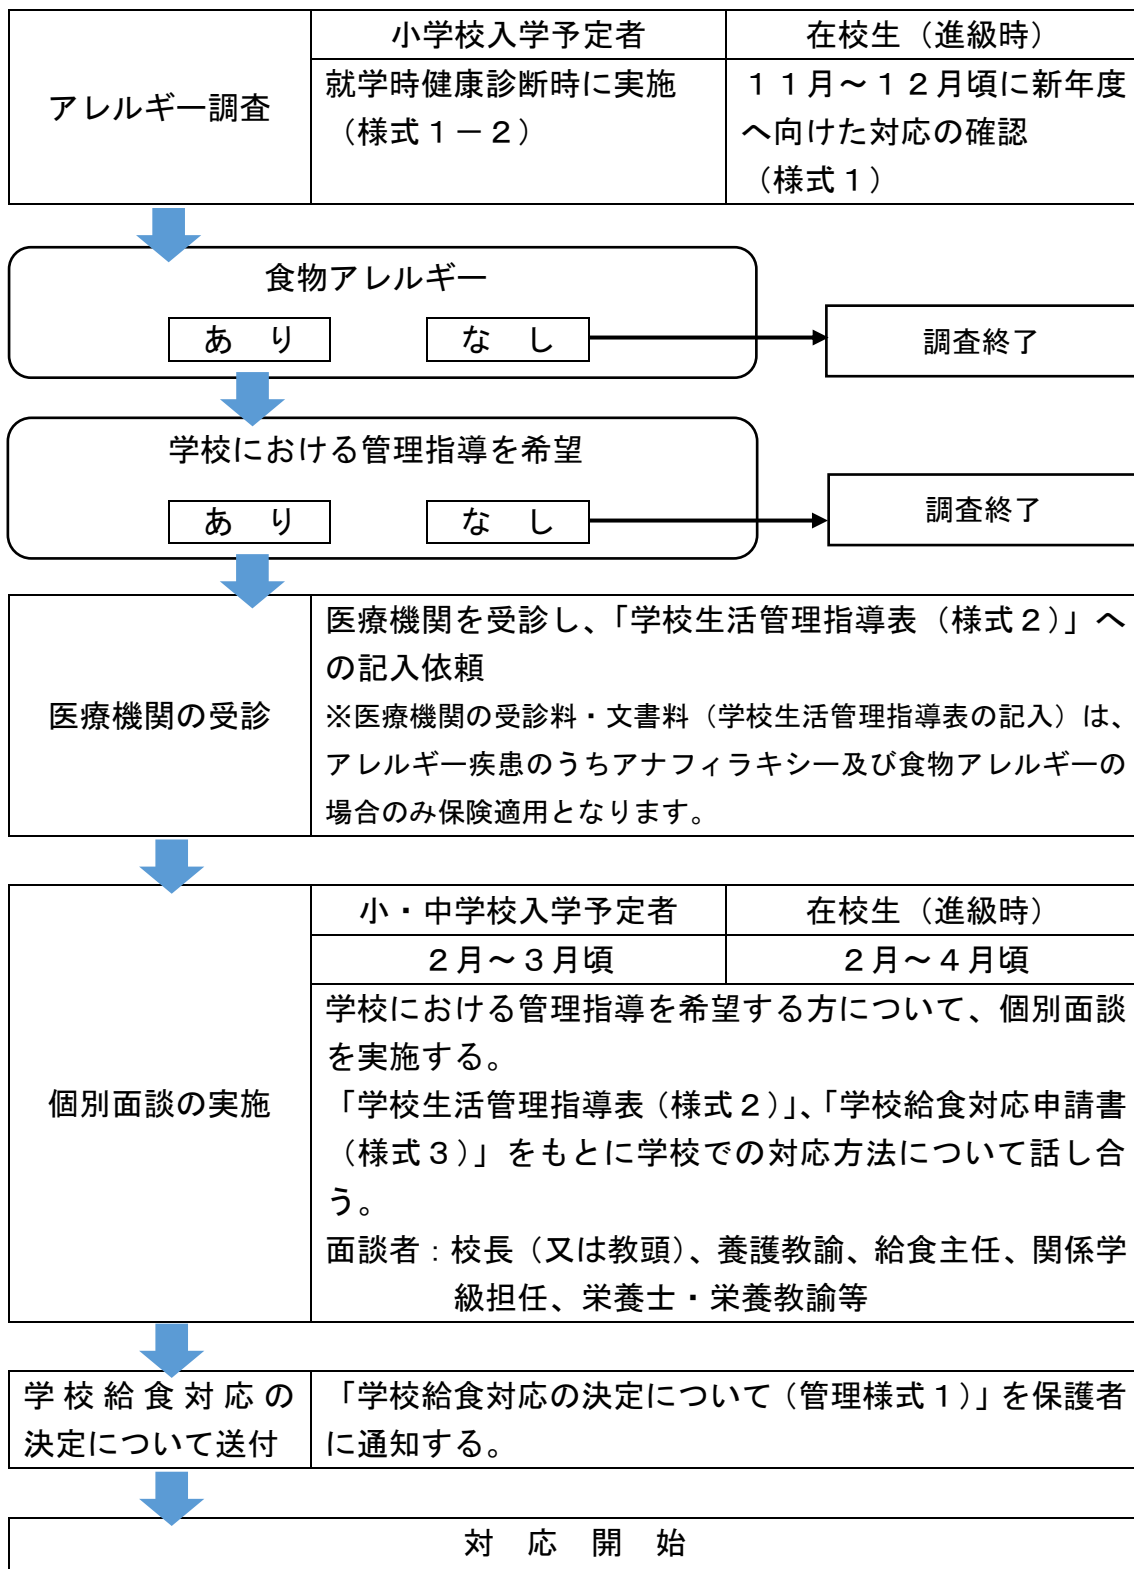 アレルギー調査
小学校入学予定者
在校生（進級時）
就学時健康診断時に実施
（様式１－２）
１１月～１２月頃に新年度
へ向けた対応の確認
（様式１）
食物アレルギー
あ　り
な　し
調査終了
学校における管理指導を希望
あ　り
な　し
調査終了
医療機関の受診
医療機関を受診し、「学校生活管理指導表（様式２）」へ
の記入依頼
※医療機関の受診料・文書料（学校生活管理指導表の記入）は、
アレルギー疾患のうちアナフィラキシー及び食物アレルギーの
場合のみ保険適用となります。
個別面談の実施
小・中学校入学予定者
在校生（進級時）
２月～３月頃
２月～４月頃
学校における管理指導を希望する方について、個別面談
を実施する。
「学校生活管理指導表（様式２）」、「学校給食対応申請書
（様式３）」をもとに学校での対応方法について話し合
う。
面談者：校長（又は教頭）、養護教諭、給食主任、関係学
級担任、栄養士・栄養教諭等
学校給食対応の
決定について送付
「学校給食対応の決定について（管理様式１）」を保護者
に通知する。
対　応　開　始